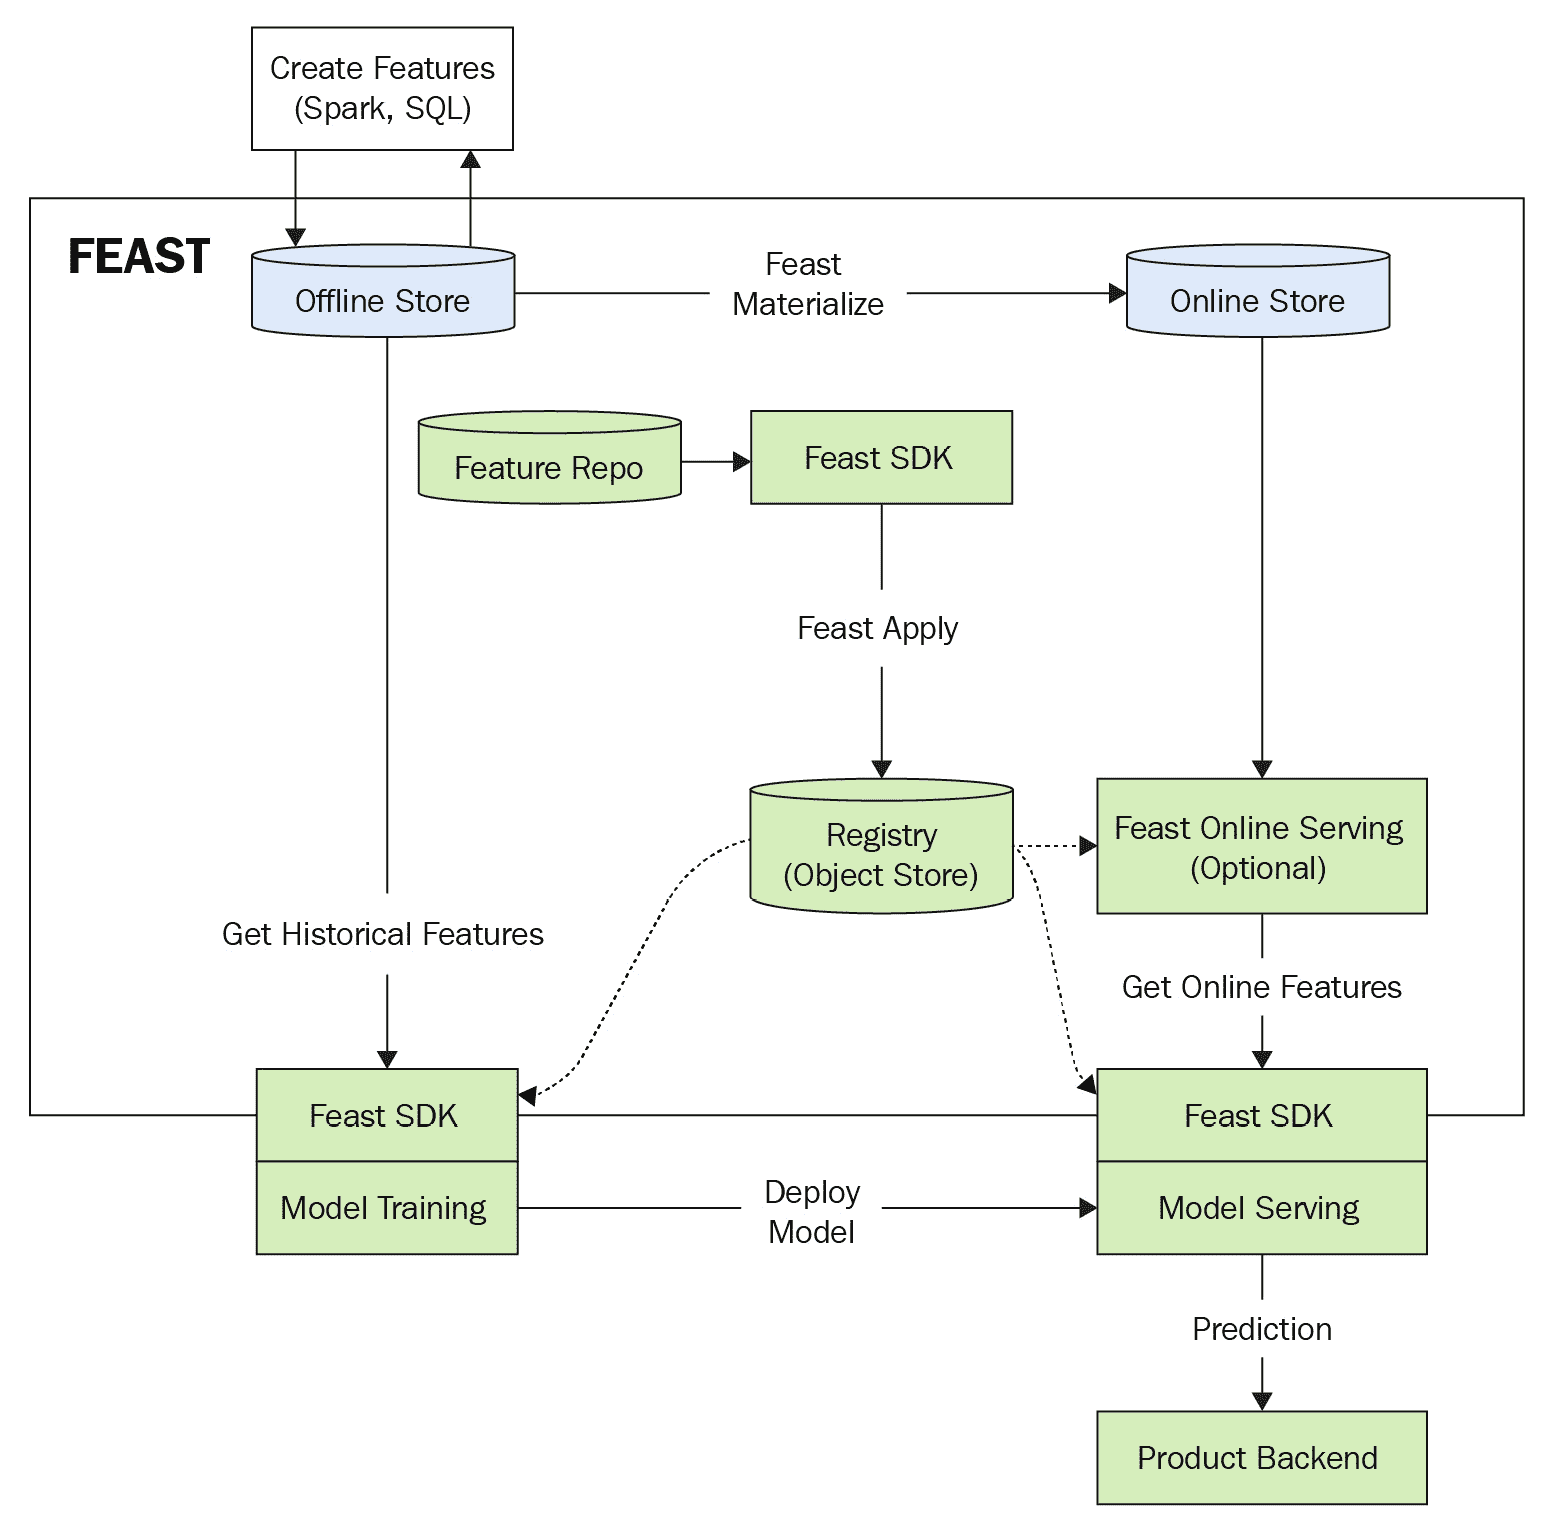 Create Features
(Spark, SQL)
FEAST
Offline Store
Feast
Materialize
Online Store
Feature Repo
Feast SDK
Feast Apply
Registry
(Object Store)
Feast Online Serving
(Optional)
Get Historical Features
Get Online Features
Feast SDK
Feast SDK
Model Training
Deploy
Model
Model Serving
Prediction
Product Backend